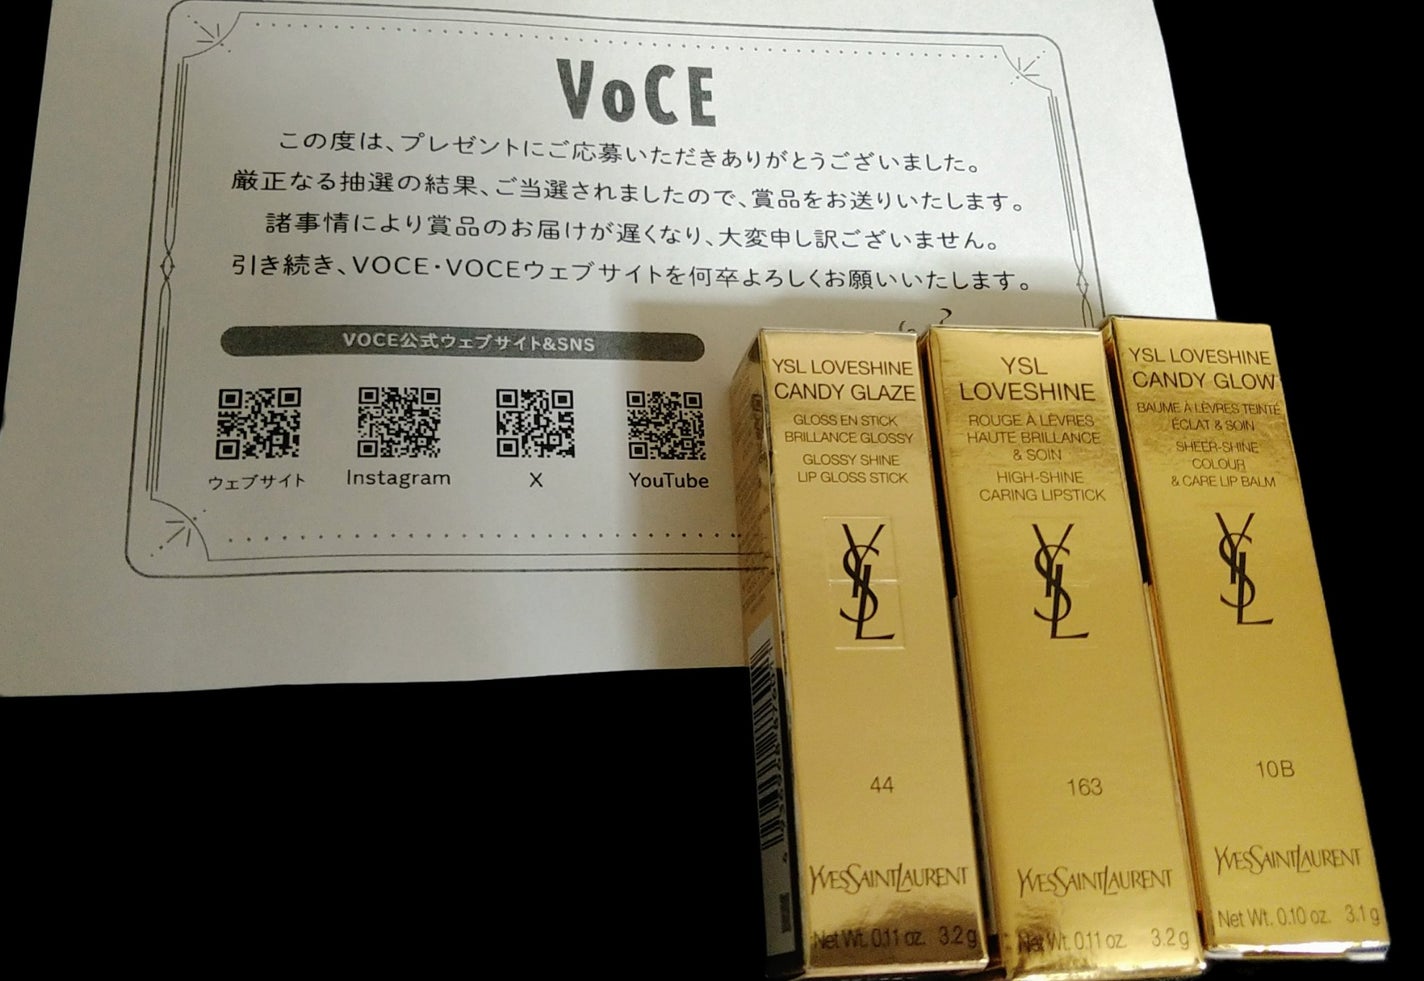 VoCE
この度は、プレゼントにご応募いただきありがとうございました。
厳正なる抽選の結果、ご当選されましたので、賞品をお送りいたします。
諸事情により賞品のお届けが遅くなり、大変申し訳ございません。
引き続き、VOCE・VOCEウェブサイトを何卒よろしくお願いいたします。
VOCE公式ウェブサイト&SNS
ウェブサイト
Instagram
X
YouTube
YSL LOVESHINE
CANDY GLAZE
GLOSS EN STICK
BRILLANCE GLOSSY
GLOSSY SHINE
LIP GLOSS STICK
YSL
44
YVESSAINTLAURENT
Net Wt. 0.11 oz. 3.2 g
YSL
LOVESHINE
ROUGE À LÈVRES
HAUTE BRILLANCE
& SOIN
HIGH-SHINE
CARING LIPSTICK
YSL
163
YVESSAINTLAURENT
Net Wt. 0.11 oz. 3.2 g
YSL LOVESHINE
CANDY GLOW
BAUME À LÈVRES TEINTÉ
ÉCLAT & SOIN
SHEER-SHINE
COLOUR
& CARE LIP BALM
YSL
10B
YVESSAINTLAURENT
Net Wt. 0.10 oz. 3.1 g